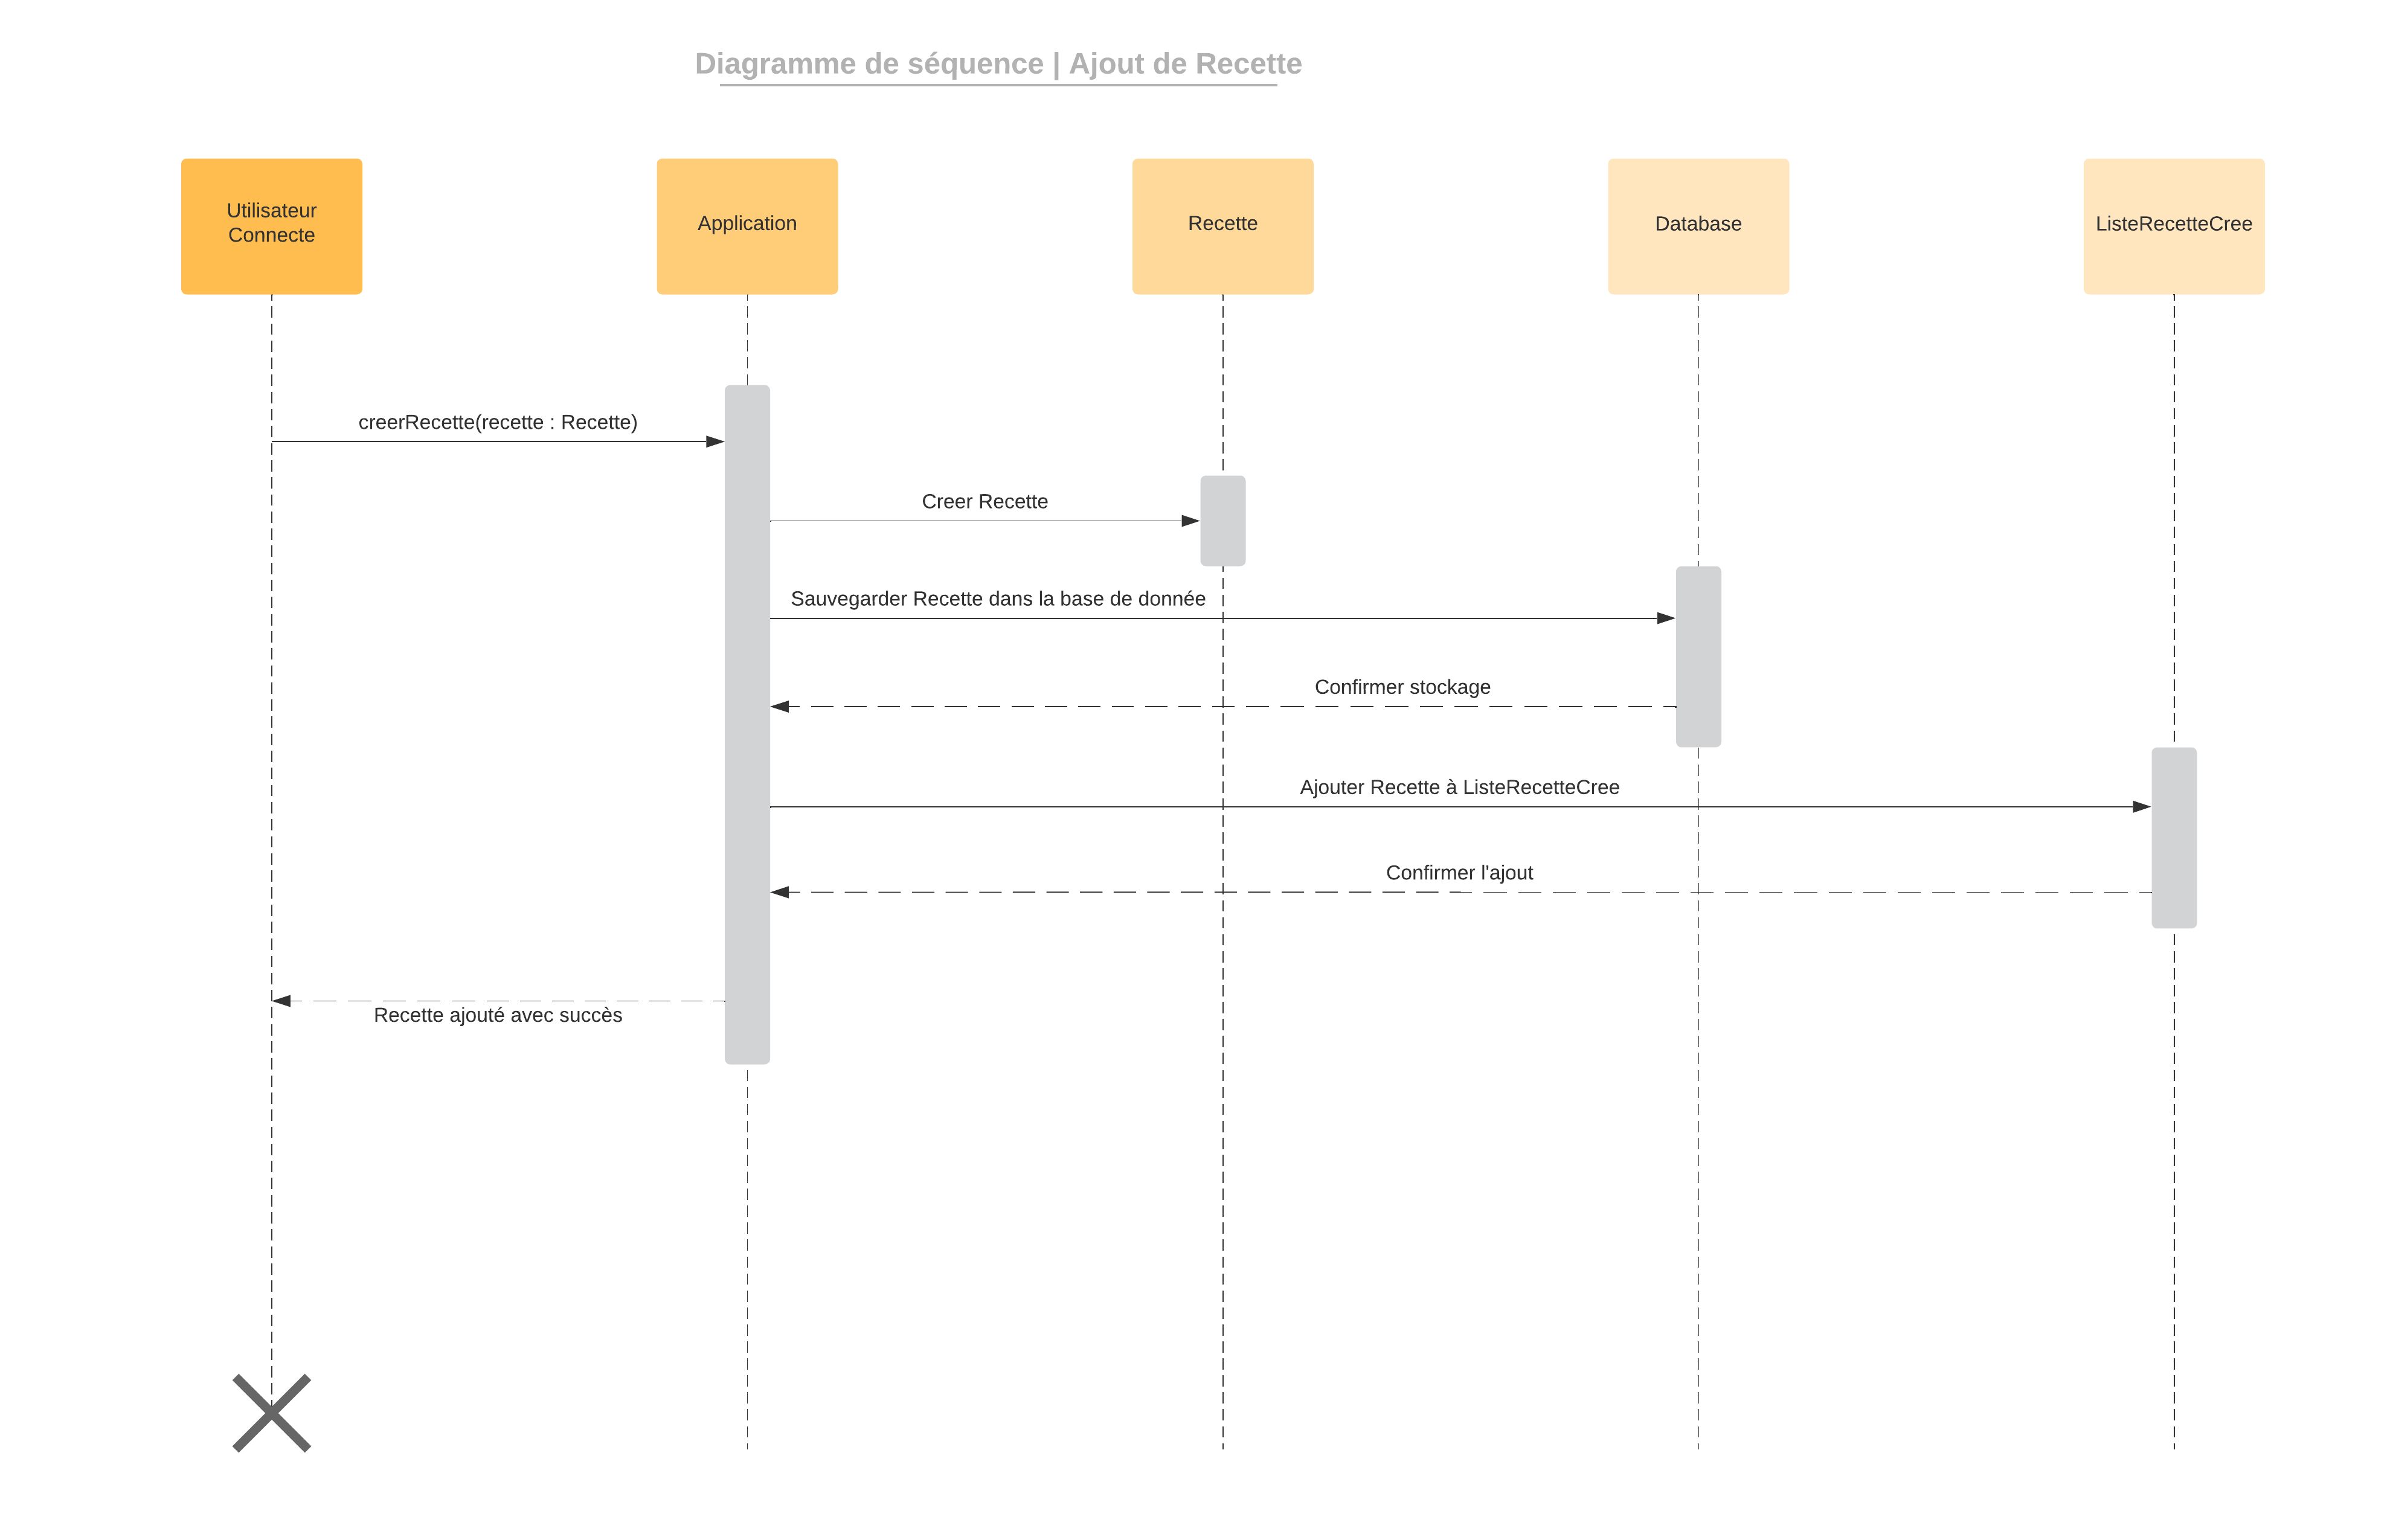 Diagramme de séquence | Ajout de Recette
Utilisateur
Connecte
Application
Recette
Database
ListeRecetteCree
creerRecette(recette : Recette)
Creer Recette
Sauvegarder Recette dans la base de donnée
Confirmer stockage
Ajouter Recette à ListeRecetteCree
Confirmer l'ajout
Recette ajouté avec succès